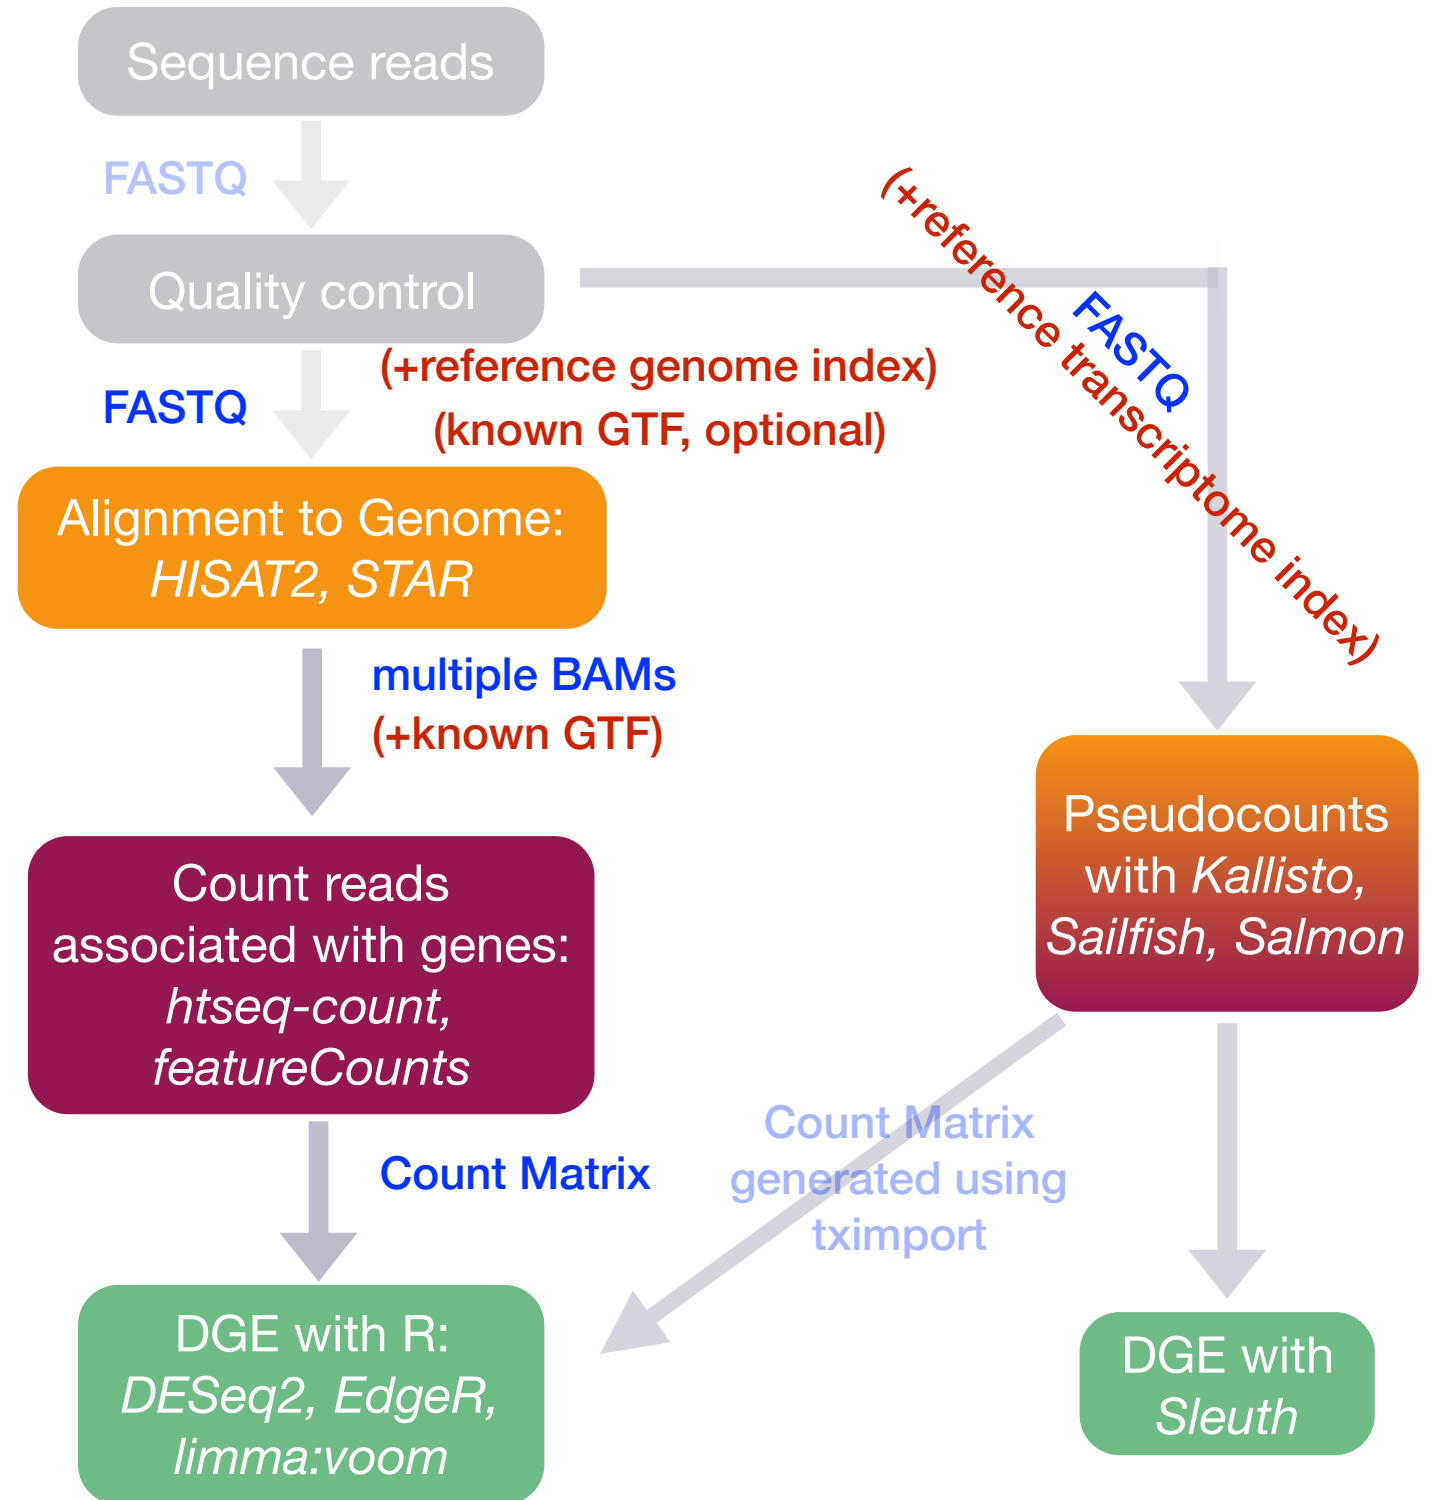 Sequence reads
FASTQ
Quality control
(+reference genome index)
FASTQ
(known GTF, optional)
FASTQ
(+reference transcriptome index)
Alignment to Genome:
HISAT2, STAR
multiple BAMs
(+known GTF)
Count reads
associated with genes:
htseq-count,
featureCounts
Pseudocounts
with Kallisto,
Sailfish, Salmon
Count Matrix
Count Matrix
generated using
tximport
DGE with R:
DESeq2, EdgeR,
limma:voom
DGE with
Sleuth